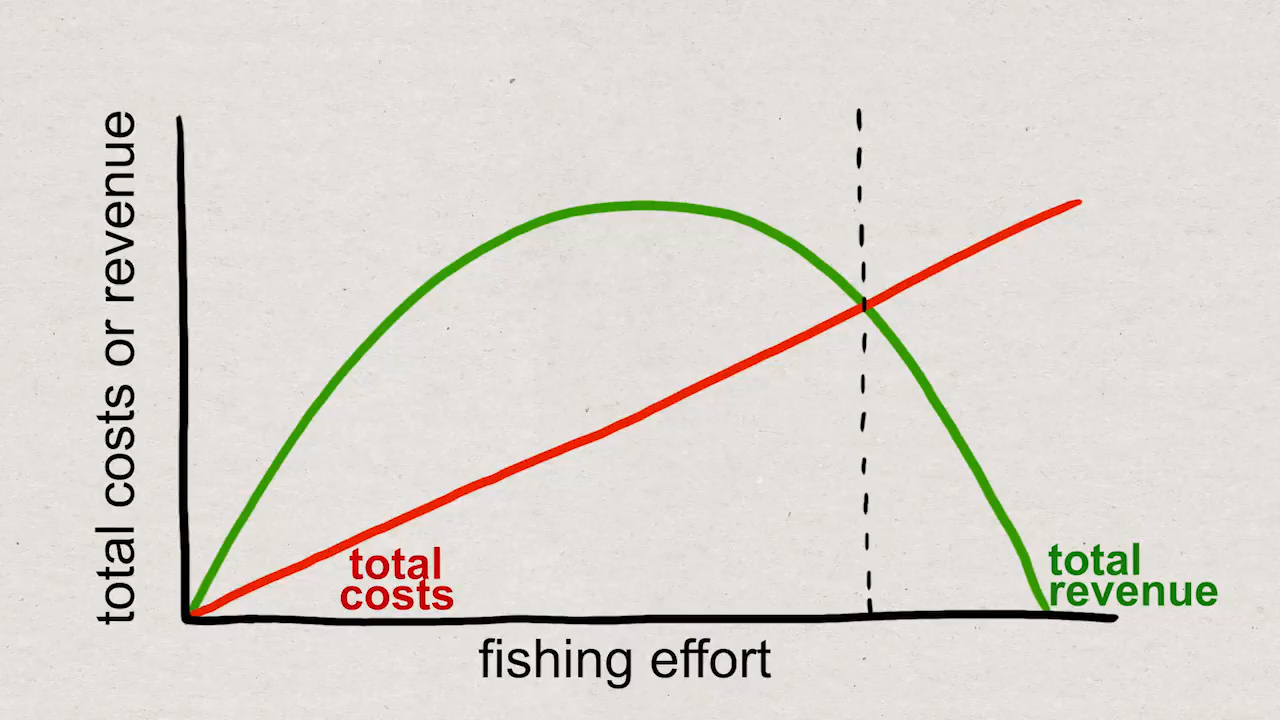 total costs or revenue
total
costs
total
revenue
fishing effort